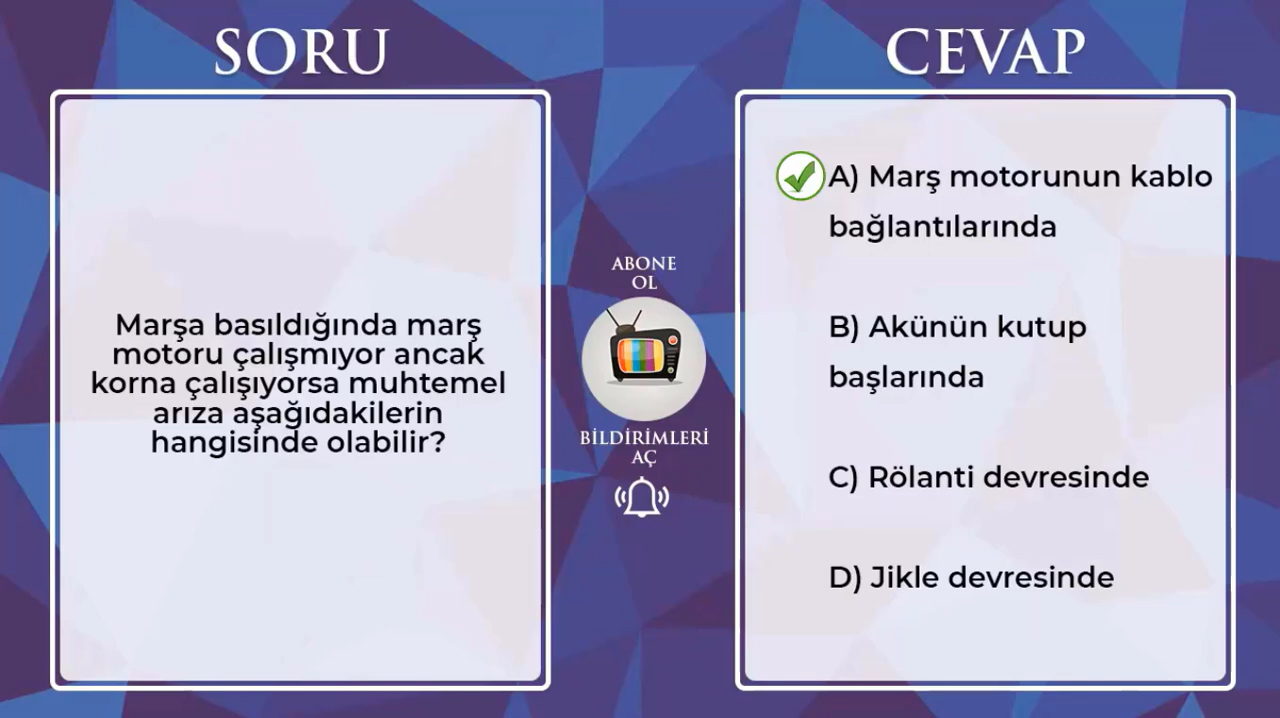 SORU
Marşa basıldığında marş
motoru çalışmıyor ancak
korna çalışıyorsa muhtemel
arıza aşağıdakilerin
hangisinde olabilir?
ABONE
OL
BİLDİRİMLERİ
AÇ
CEVAP
A) Marş motorunun kablo
bağlantılarında
B) Akünün kutup
başlarında
C) Rölanti devresinde
D) Jikle devresinde